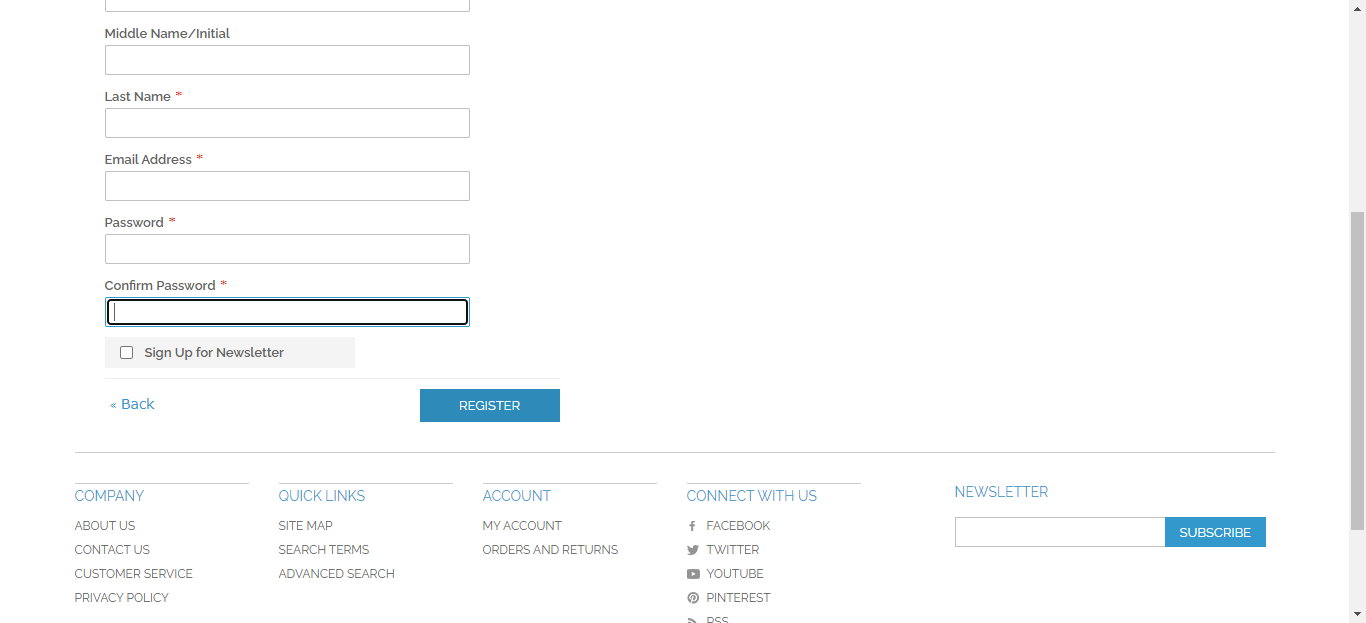 Middle Name/Initial
Last Name *
Email Address *
Password *
Confirm Password *
Sign Up for Newsletter
« Back
REGISTER
COMPANY
ABOUT US
CONTACT US
CUSTOMER SERVICE
PRIVACY POLICY
QUICK LINKS
SITE MAP
SEARCH TERMS
ADVANCED SEARCH
ACCOUNT
MY ACCOUNT
ORDERS AND RETURNS
CONNECT WITH US
FACEBOOK
TWITTER
YOUTUBE
PINTEREST
RSS
NEWSLETTER
SUBSCRIBE